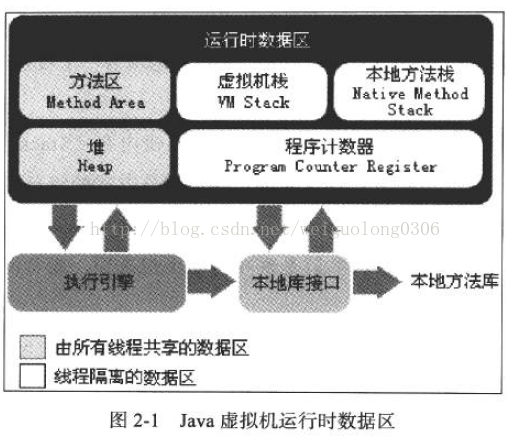 运行时数据区
方法区
Method Area
虚拟机栈
VM Stack
本地方法栈
Native Method
Stack
堆
Heap
程序计数器
Program Counter Register
http://blog.csdn.net/weiguolong0306
执行引擎
本地库接口
本地方法库
由所有线程共享的数据区
线程隔离的数据区
图 2-1 Java 虚拟机运行时数据区